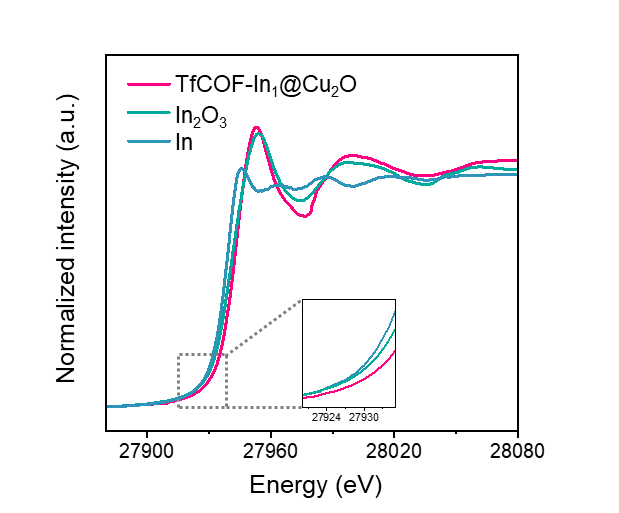 Normalized intensity (a.u.)
TfCOF-In₁@Cu₂O
In₂O₃
In
27924 27930
27900 27960 28020 28080
Energy (eV)